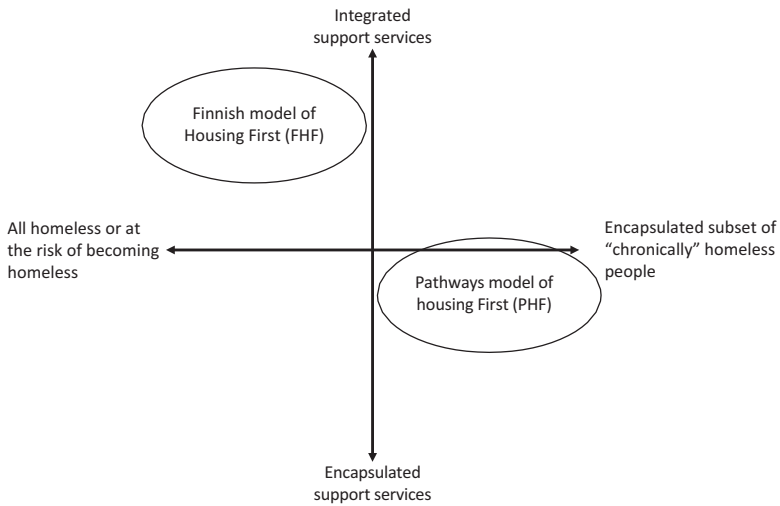 Integrated
support services
Finnish model of
Housing First (FHF)
All homeless or at
the risk of becoming
homeless
Encapsulated subset of
“chronically” homeless
people
Pathways model of
housing First (PHF)
Encapsulated
support services